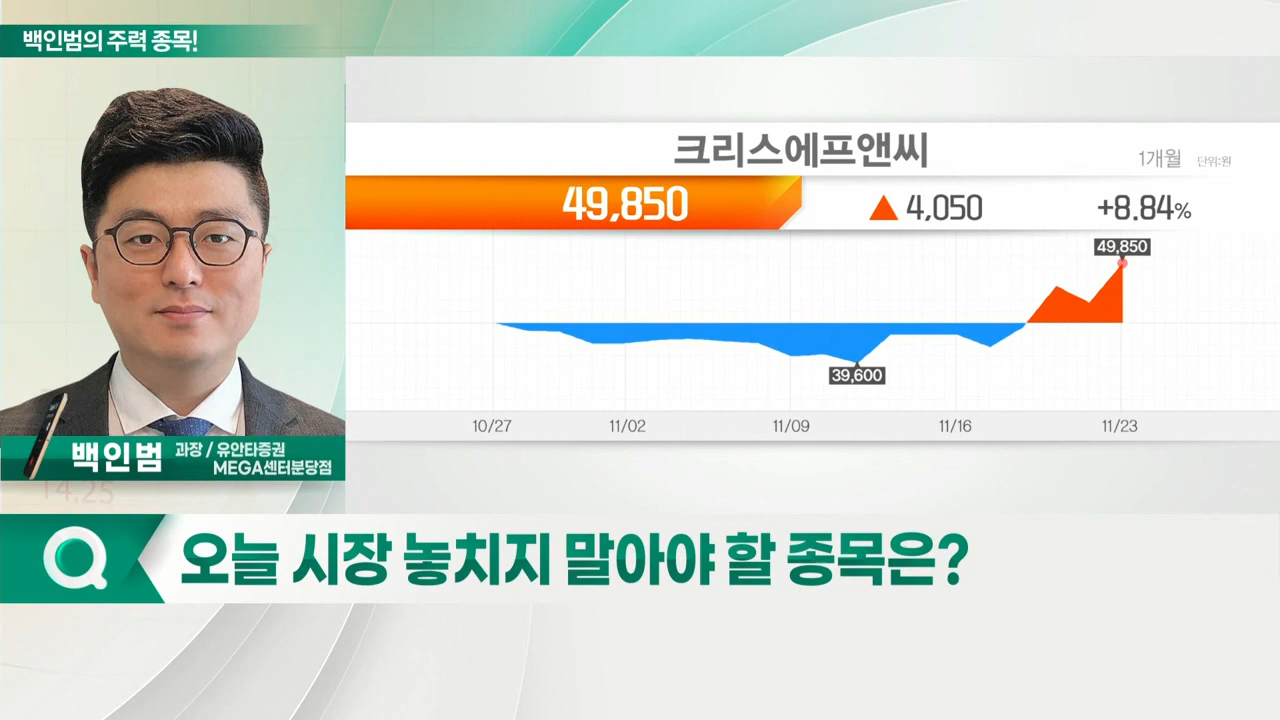 백인범의 주력 종목!
크리스에프앤씨
1개월 단위:원
49,850 ▲ 4,050 +8.84%
49,850
39,600
10/27 11/02 11/09 11/16 11/23
백인범 과장 / 유안타증권
MEGA센터분당점
14.25
Q 오늘 시장 놓치지 말아야 할 종목은?